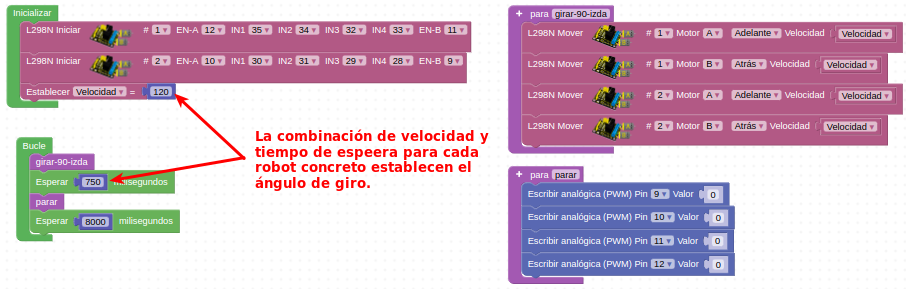 Inicializar
L298N Iniciar # 1 EN-A 12 IN1 35 IN2 34 IN3 32 IN4 33 EN-B 11
L298N Iniciar # 2 EN-A 10 IN1 30 IN2 31 IN3 29 IN4 28 EN-B 9
Establecer Velocidad = 120
Bucle
girar-90-izda
Esperar 750 milisegundos
parar
Esperar 8000 milisegundos
La combinación de velocidad y
tiempo de espeera para cada
robot concreto establecen el
ángulo de giro.
+ para girar-90-izda
L298N Mover # 1 Motor A Adelante Velocidad Velocidad
L298N Mover # 1 Motor B Atrás Velocidad Velocidad
L298N Mover # 2 Motor A Adelante Velocidad Velocidad
L298N Mover # 2 Motor B Atrás Velocidad Velocidad
+ para parar
Escribir analógica (PWM) Pin 9 Valor 0
Escribir analógica (PWM) Pin 10 Valor 0
Escribir analógica (PWM) Pin 11 Valor 0
Escribir analógica (PWM) Pin 12 Valor 0